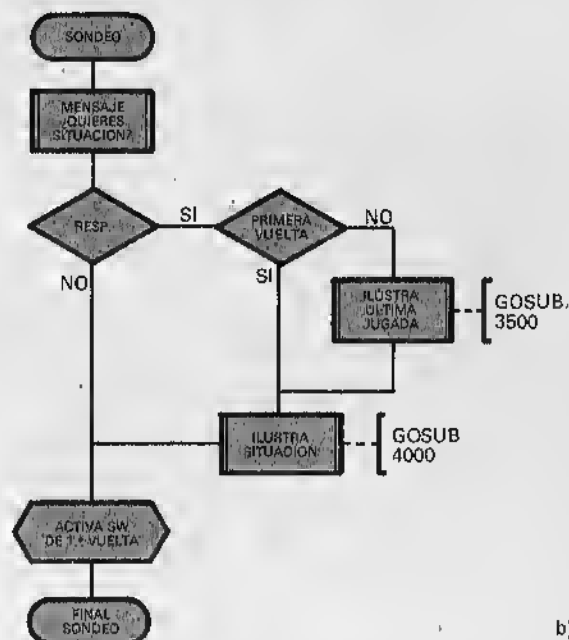 SONDEO
MENSAJE
¿QUIERES
SITUACION?
RESP.
SI
PRIMERA
VUELTA
NO
NO
SI
ILUSTRA
ULTIMA
JUGADA
GOSUB
3500
ILUSTRA
SITUACION
GOSUB
4000
ACTIVA SW
DE 1.ª VUELTA
FINAL
SONDEO
b)